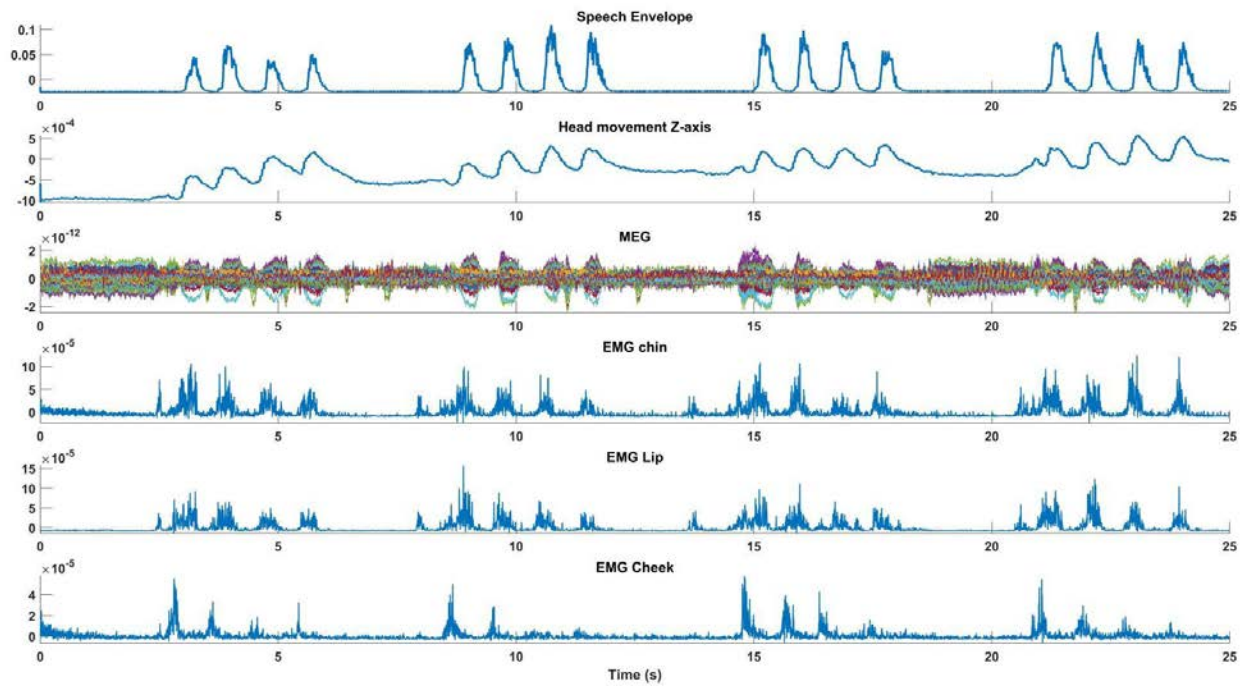 Speech Envelope
0.1
0.05
0
0 5 10 15 20 25
×10-4
Head movement Z-axis
5
0
-5
-10
0 5 10 15 20 25
×10-12
MEG
2
0
-2
0 5 10 15 20 25
×10-5
EMG chin
10
5
0
0 5 10 15 20 25
×10-5
EMG Lip
15
10
5
0
0 5 10 15 20 25
×10-5
EMG Cheek
4
2
0
0 5 10 15 20 25
Time (s)